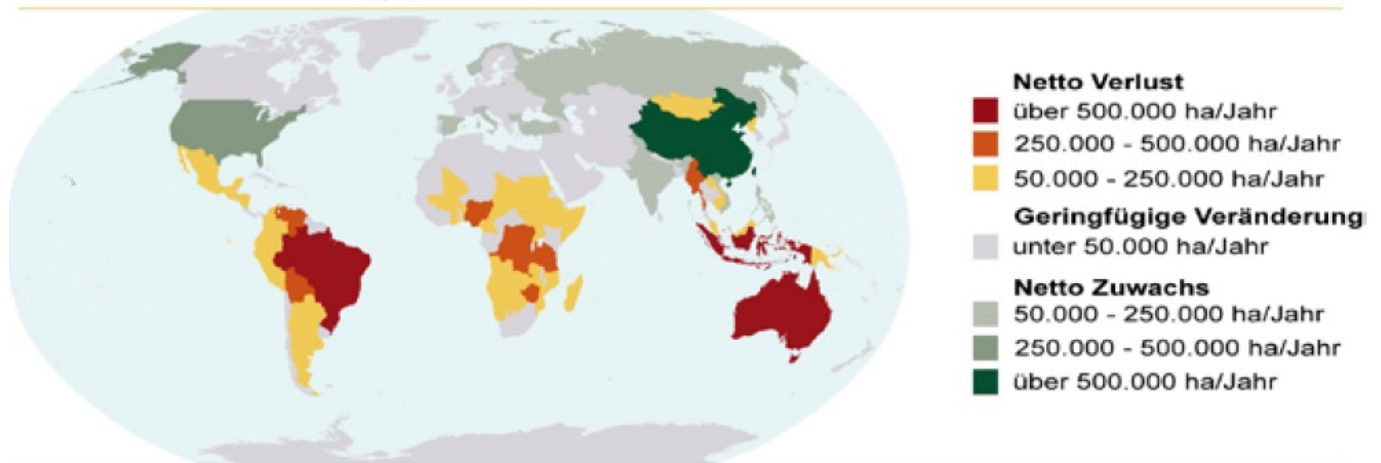 Netto Verlust
über 500.000 ha/Jahr
250.000 - 500.000 ha/Jahr
50.000 - 250.000 ha/Jahr
Geringfügige Veränderung
unter 50.000 ha/Jahr
Netto Zuwachs
50.000 - 250.000 ha/Jahr
250.000 - 500.000 ha/Jahr
über 500.000 ha/Jahr